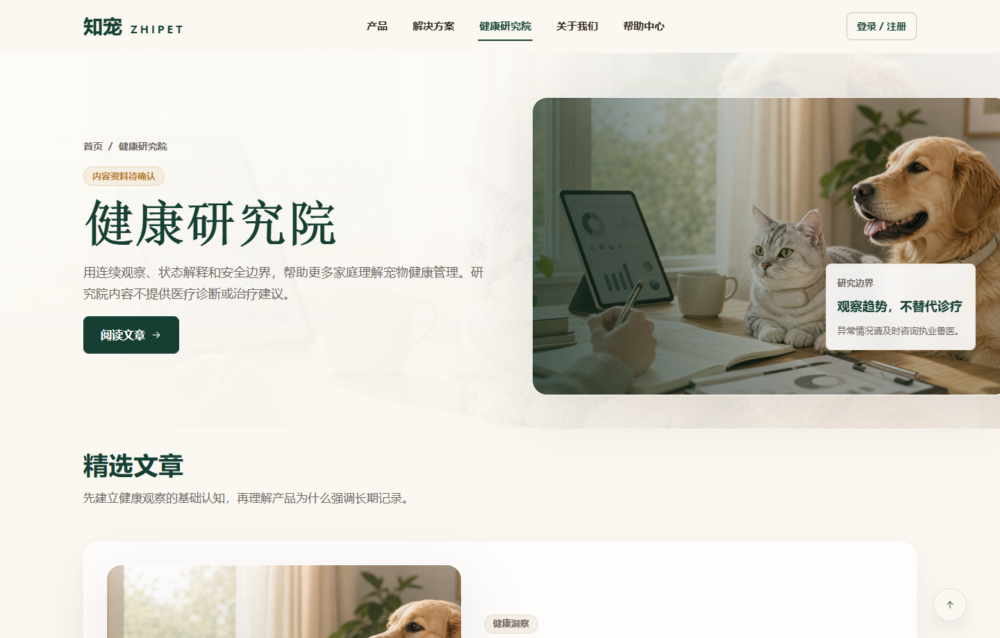 知宠 ZHIPET
产品
解决方案
健康研究院
关于我们
帮助中心
登录 / 注册
首页 / 健康研究院
内容资料待确认
健康研究院
用连续观察、状态解释和安全边界，帮助更多家庭理解宠物健康管理。研
究院内容不提供医疗诊断或治疗建议。
阅读文章 →
研究边界
观察趋势，不替代诊疗
异常情况请及时咨询执业兽医。
精选文章
先建立健康观察的基础认知，再理解产品为什么强调长期记录。
健康洞察